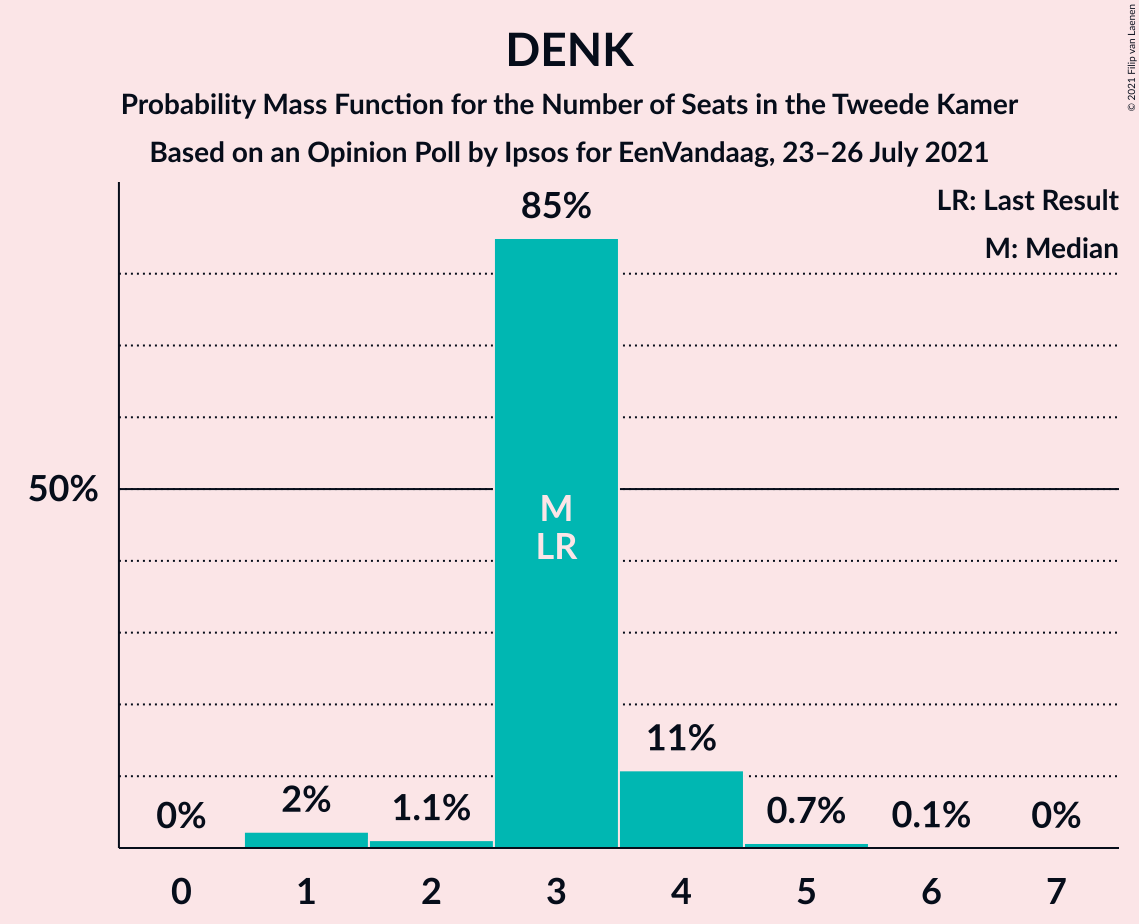 DENK
Probability Mass Function for the Number of Seats in the Tweede Kamer
Based on an Opinion Poll by Ipsos for EenVandaag, 23–26 July 2021
© 2021 Filip van Laenen
LR: Last Result
M: Median
85%
50%
M
LR
11%
0%
2%
1.1%
0.7%
0.1%
0%
0 1 2 3 4 5 6 7